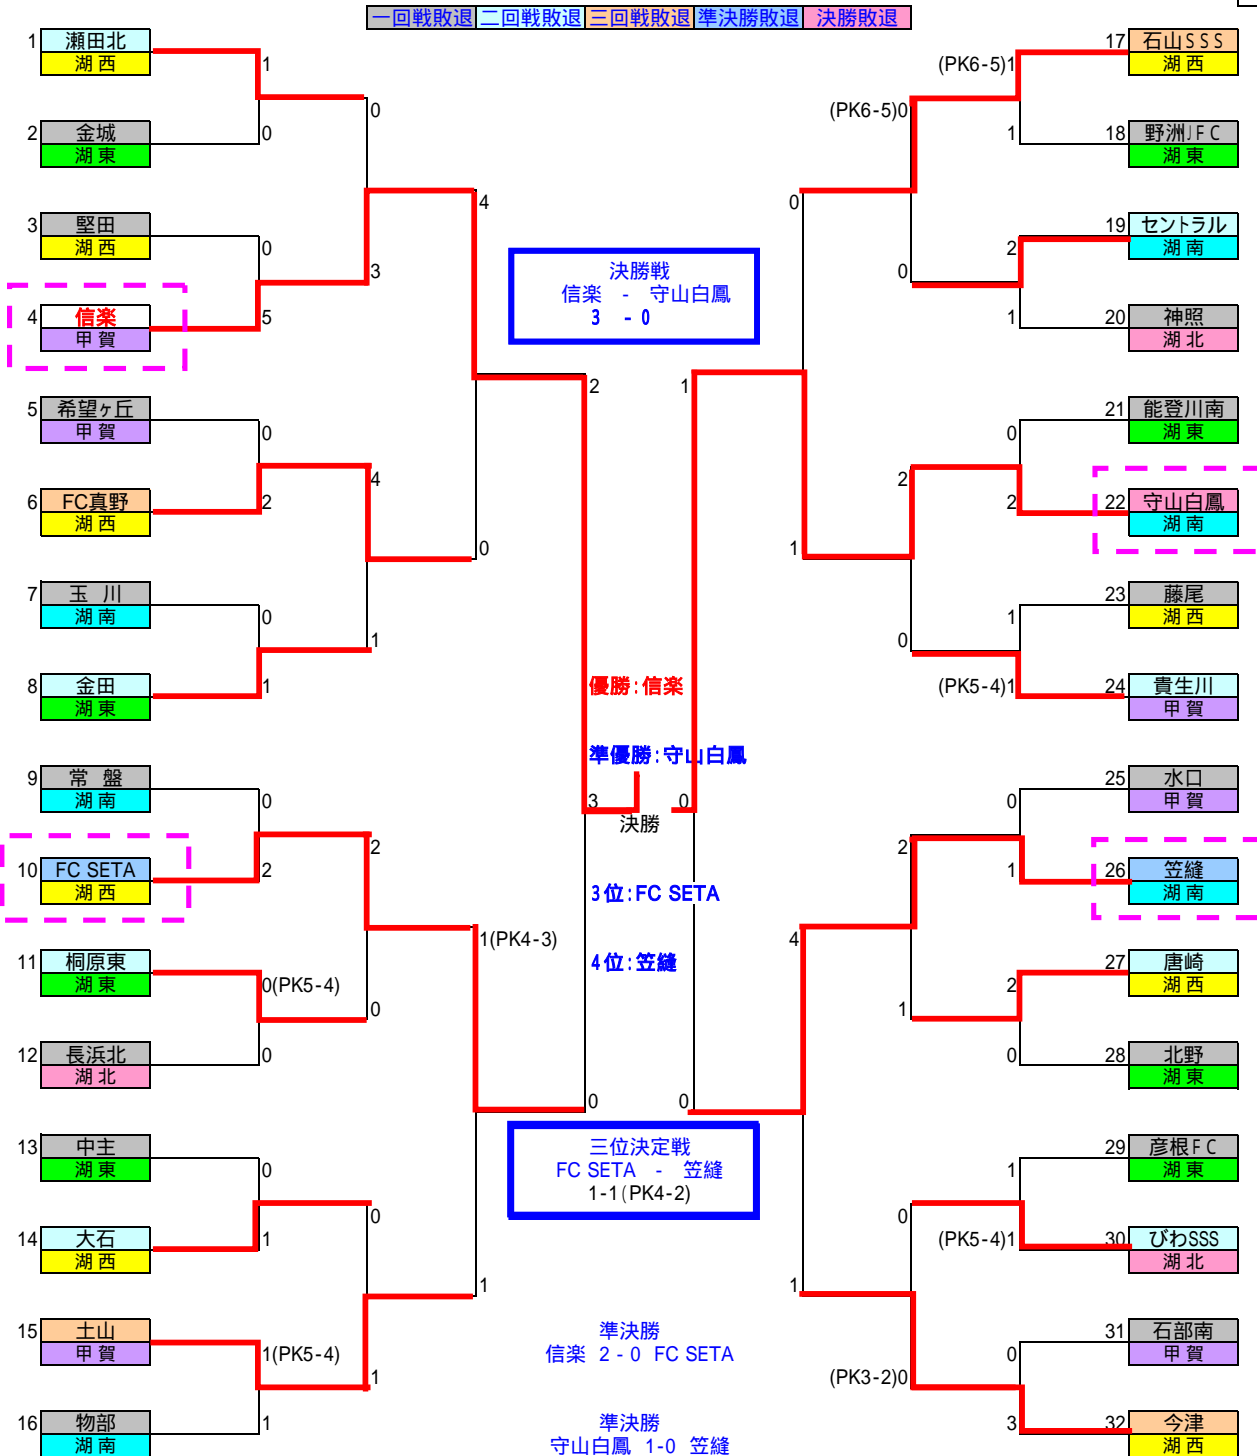 一回戦敗退 二回戦敗退 三回戦敗退 準決勝敗退 決勝敗退
1 瀬田北
湖西
1
0
2 金城
湖東
0
3 堅田
湖西
0
3
4 信楽
甲賀
5
4
5 希望ヶ丘
甲賀
0
4
6 FC真野
湖西
2
0
7 玉 川
湖南
0
1
8 金田
湖東
1
2
9 常 盤
湖南
0
2
10 FC SETA
湖西
2
1(PK4-3)
11 桐原東
湖東
0(PK5-4)
0
12 長浜北
湖北
0
0
13 中主
湖東
0
0
14 大石
湖西
1
1
15 土山
甲賀
1(PK5-4)
1
16 物部
湖南
1
決勝戦
信楽 - 守山白鳳
3 - 0
優勝:信楽
準優勝:守山白鳳
3 0
決勝
3位:FC SETA
4位:笠縫
三位決定戦
FC SETA - 笠縫
1-1(PK4-2)
準決勝
信楽 2-0 FC SETA
準決勝
守山白鳳 1-0 笠縫
17 石山SSS
湖西
(PK6-5)1
(PK6-5)0
18 野洲JFC
湖東
1
0
19 セントラル
湖南
2
0
20 神照
湖北
1
1
21 能登川南
湖東
0
2
22 守山白鳳
湖南
2
1
23 藤尾
湖西
1
0
24 貴生川
甲賀
(PK5-4)1
25 水口
甲賀
0
2
26 笠縫
湖南
1
4
27 唐崎
湖西
2
1
28 北野
湖東
0
0
29 彦根FC
湖東
1
0
30 びわSSS
湖北
(PK5-4)1
1
31 石部南
甲賀
0
(PK3-2)0
32 今津
湖西
3